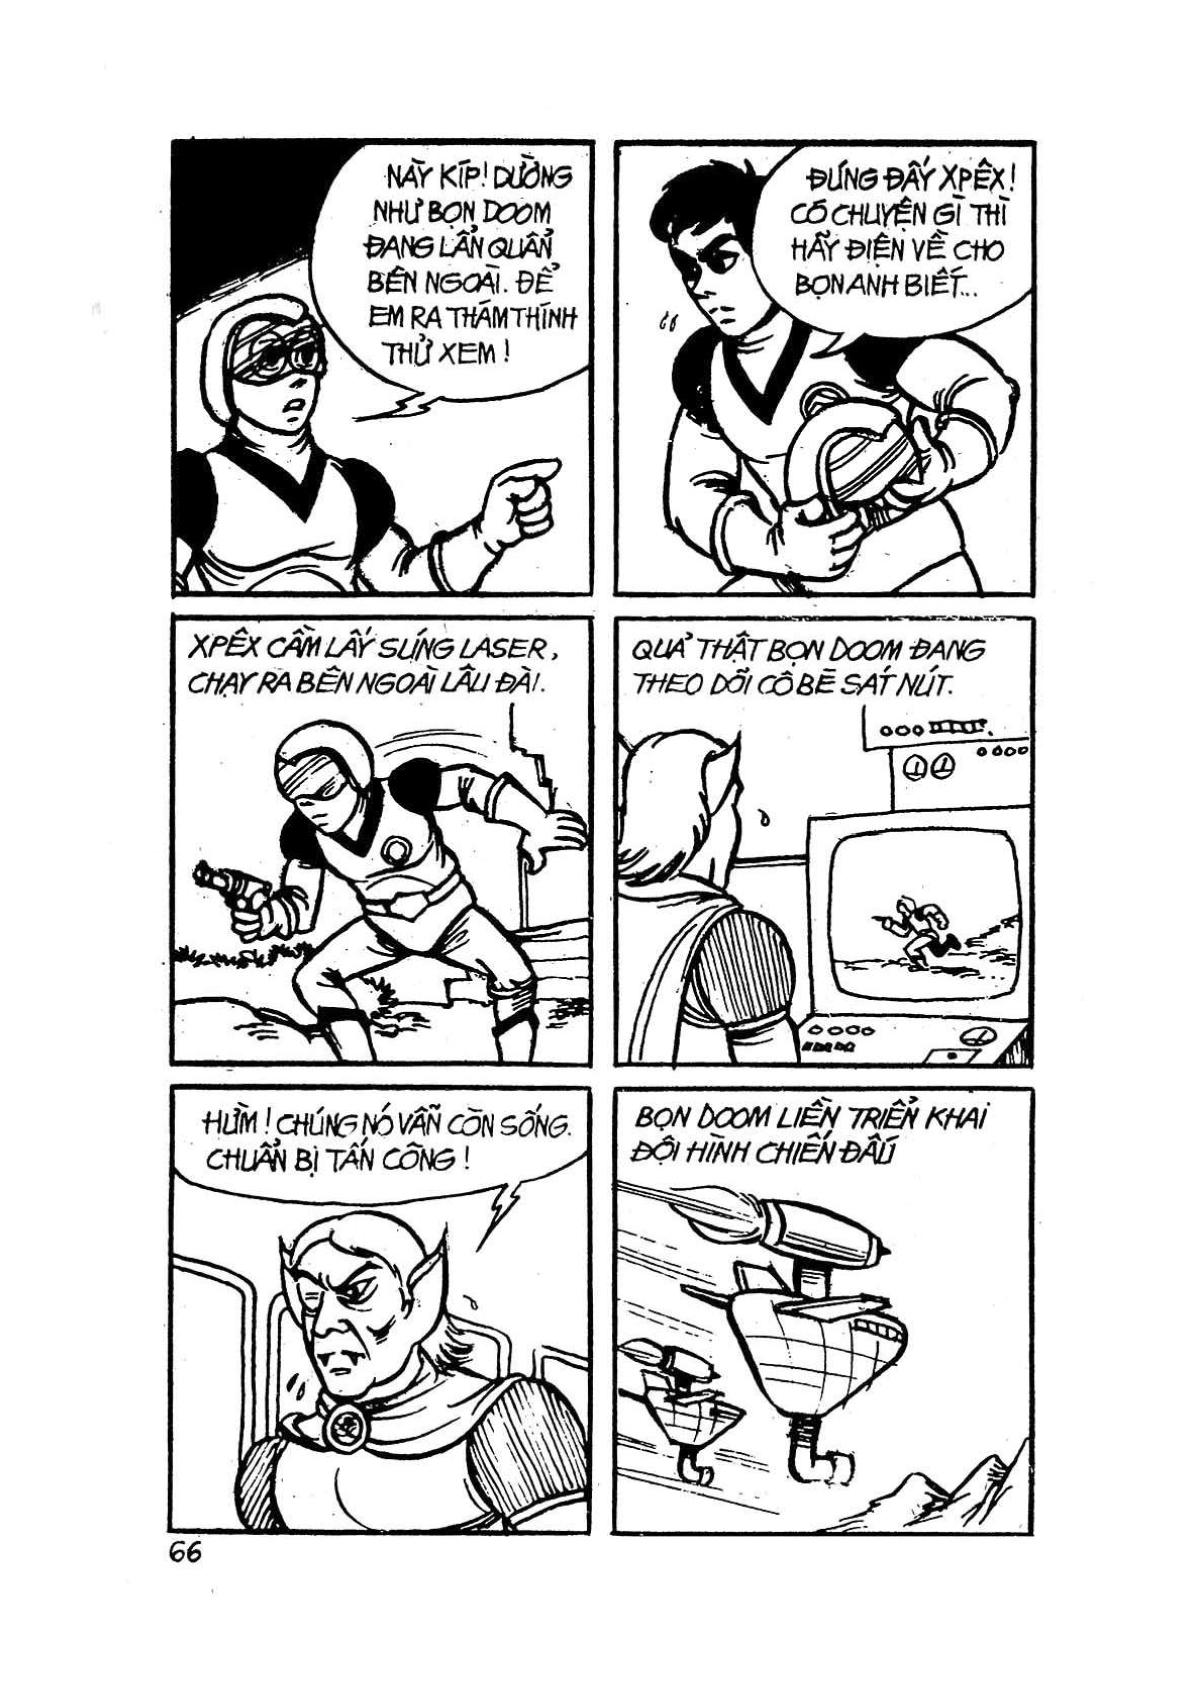 NÀY KÍP! DƯỜNG
NHƯ BỌN DOOM
ĐANG LẨN QUẨN
BÊN NGOÀI. ĐỂ
EM RA THÁM THÍNH
THỬ XEM!
ĐỨNG ĐẤY XPÊX!
CÓ CHUYỆN GÌ THÌ
HÃY ĐIỆN VỀ CHO
BỌN ANH BIẾT...
XPÊX CẦM LẤY SÚNG LASER,
CHẠY RA BÊN NGOÀI LÂU ĐÀI.
QUẢ THẬT BỌN DOOM ĐANG
THEO DÕI CÔ BÉ SÁT NÚT.
HỪM! CHÚNG NÓ VẪN CÒN SỐNG.
CHUẨN BỊ TẤN CÔNG!
BỌN DOOM LIỀN TRIỂN KHAI
ĐỘI HÌNH CHIẾN ĐẤU
66